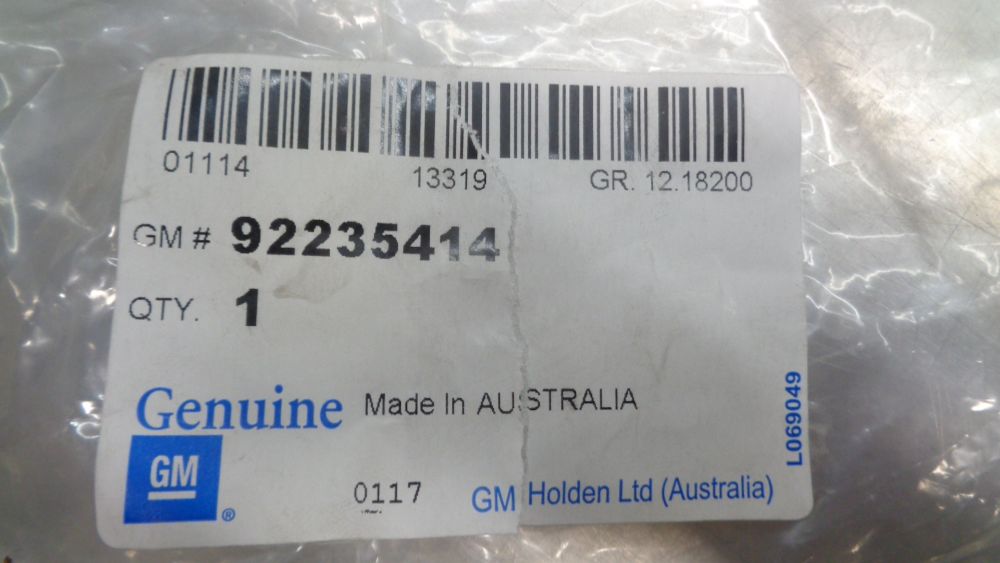 01114 13319 GR. 12.18200
GM # 92235414
QTY. 1
Genuine Made In AUSTRALIA
GM ®
0117 GM Holden Ltd (Australia)
L069049